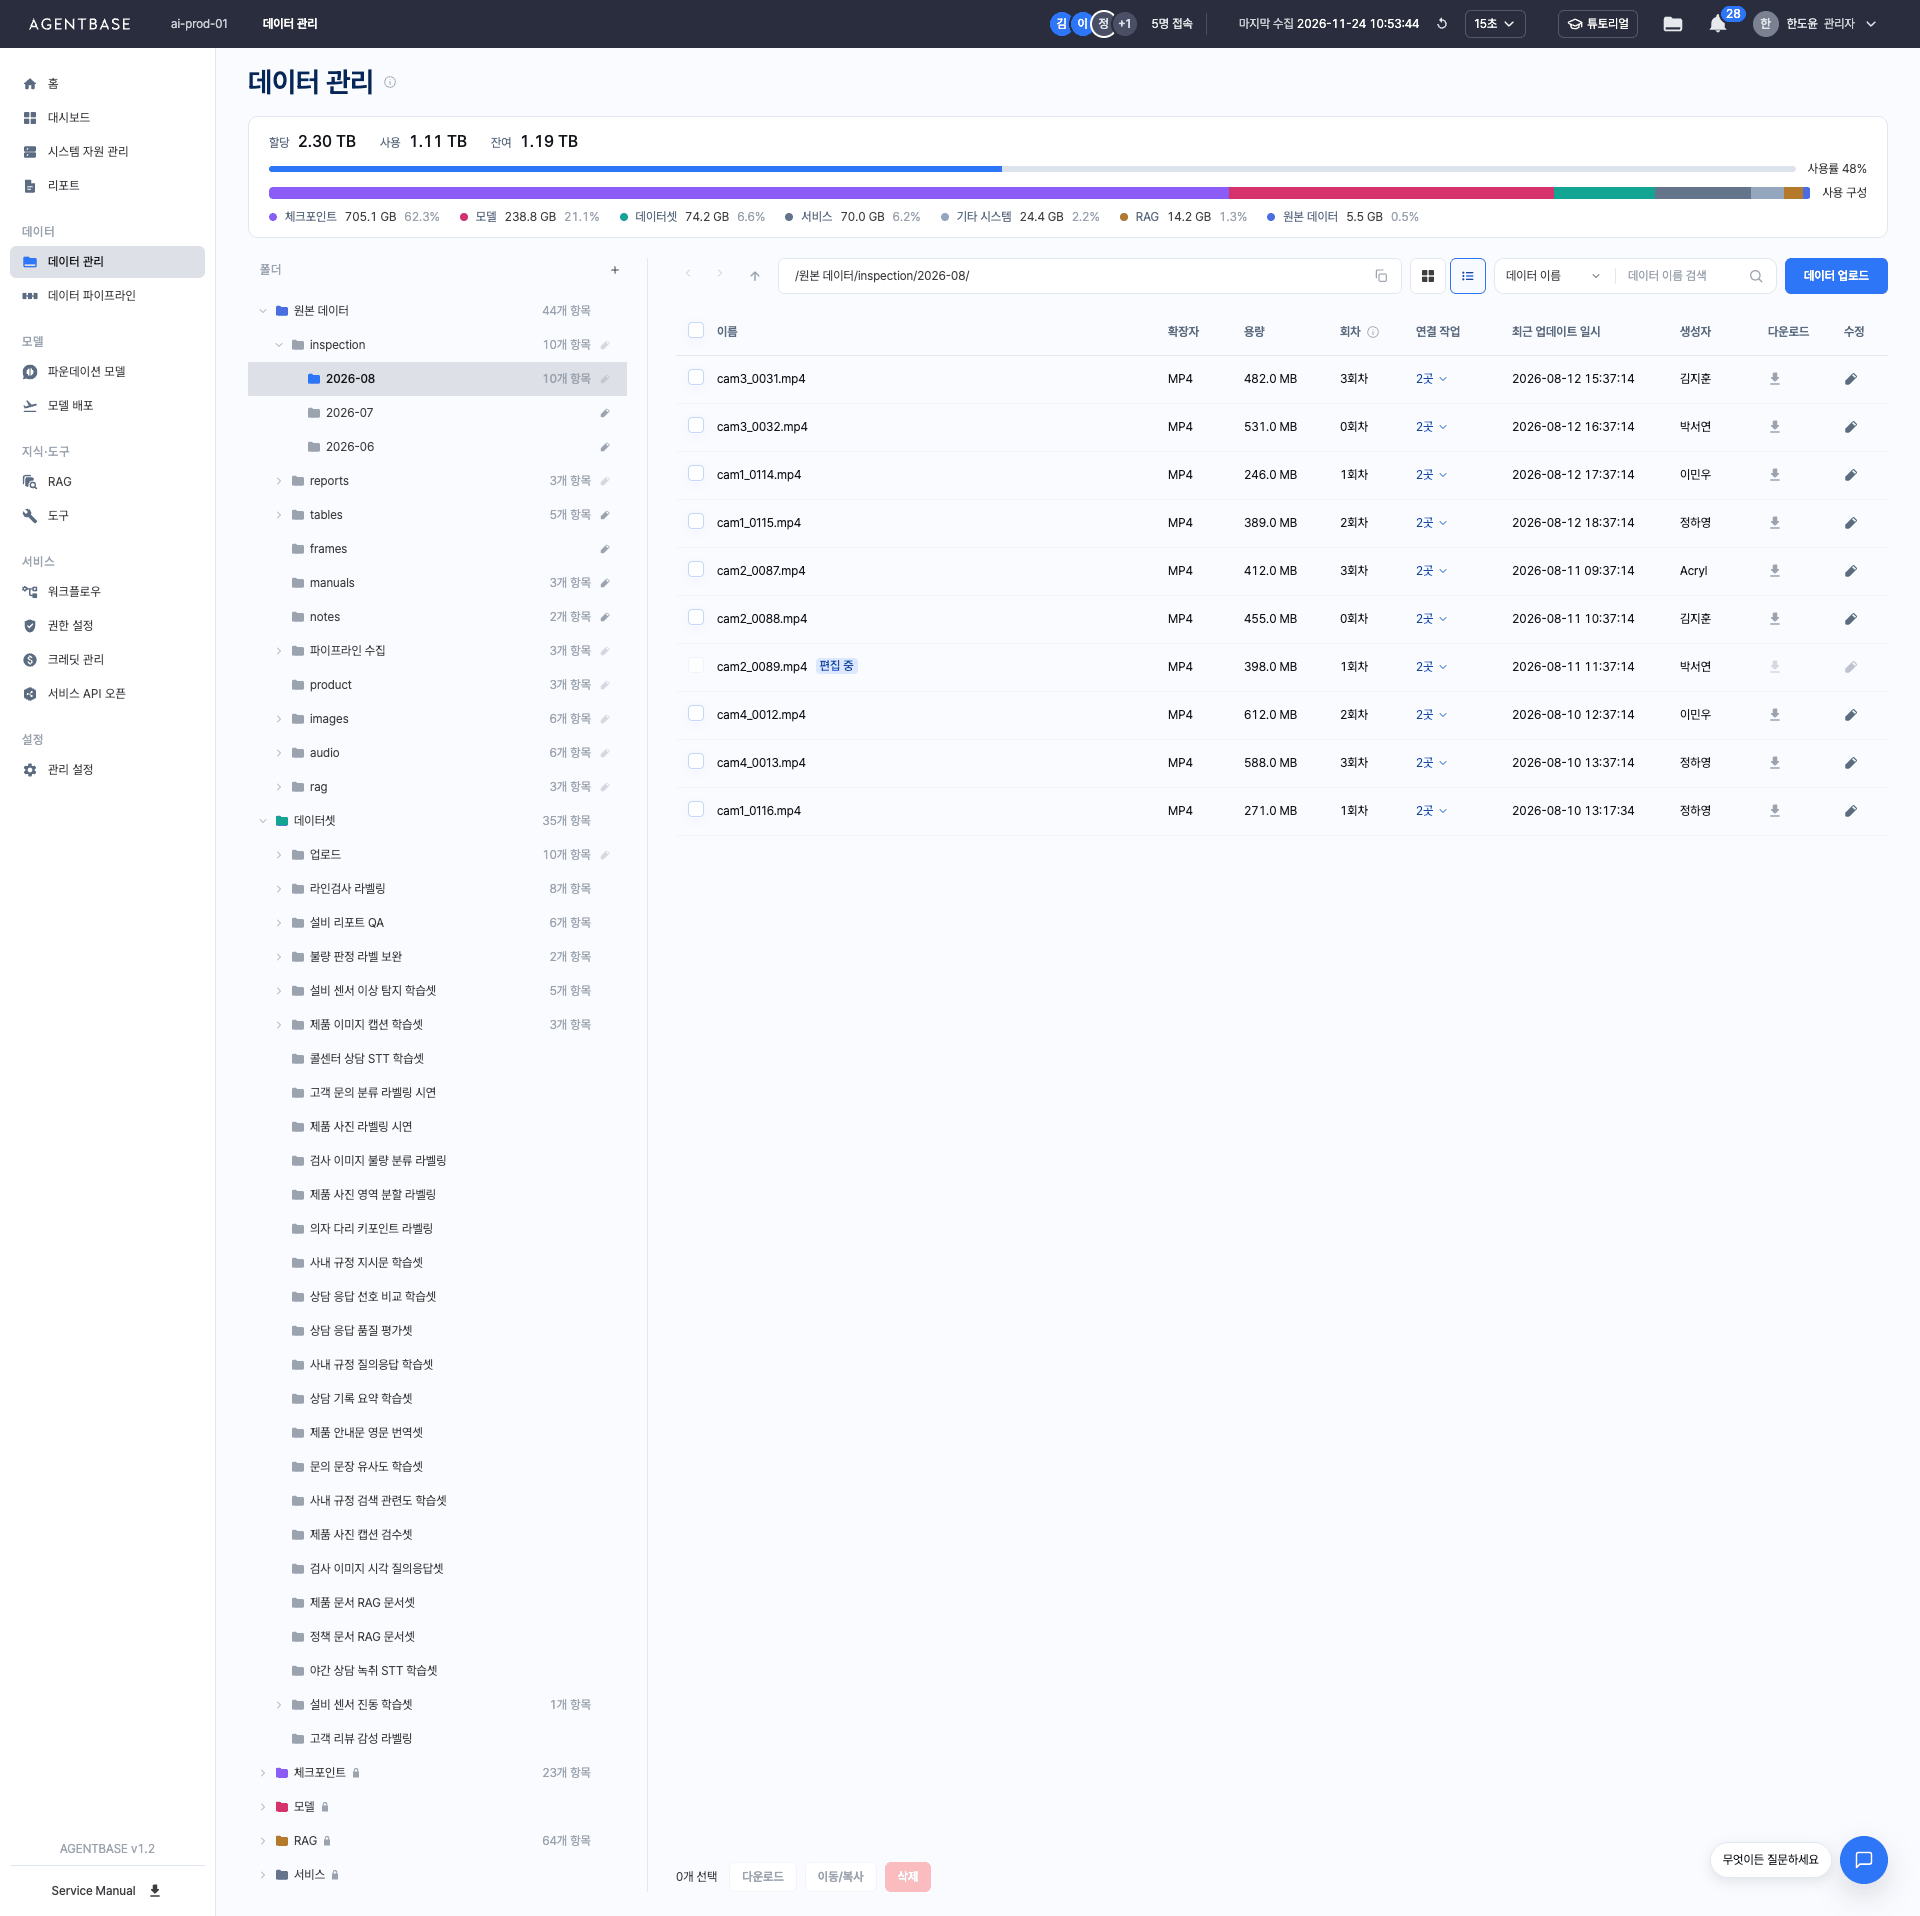 AGENTBASE ai-prod-01 데이터 관리 김 이 정 +1 5명 접속 마지막 수집 2026-11-24 10:53:44 15초 튜토리얼 28 한 한도윤 관리자
홈
대시보드
시스템 자원 관리
리포트
데이터
데이터 관리
데이터 파이프라인
모델
파운데이션 모델
모델 배포
지식·도구
RAG
도구
서비스
워크플로우
권한 설정
크레딧 관리
서비스 API 오픈
설정
관리 설정
AGENTBASE v1.2
Service Manual
데이터 관리
할당 2.30 TB 사용 1.11 TB 잔여 1.19 TB
사용률 48%
사용 구성
체크포인트 705.1 GB 62.3% 모델 238.8 GB 21.1% 데이터셋 74.2 GB 6.6% 서비스 70.0 GB 6.2% 기타 시스템 24.4 GB 2.2% RAG 14.2 GB 1.3% 원본 데이터 5.5 GB 0.5%
폴더
원본 데이터 44개 항목
inspection 10개 항목
2026-08 10개 항목
2026-07
2026-06
reports 3개 항목
tables 5개 항목
frames
manuals 3개 항목
notes 2개 항목
파이프라인 수집 3개 항목
product 3개 항목
images 6개 항목
audio 6개 항목
rag 3개 항목
데이터셋 35개 항목
업로드 10개 항목
라인검사 라벨링 8개 항목
설비 리포트 QA 6개 항목
불량 판정 라벨 보완 2개 항목
설비 센서 이상 탐지 학습셋 5개 항목
제품 이미지 캡션 학습셋 3개 항목
콜센터 상담 STT 학습셋
고객 문의 분류 라벨링 시연
제품 사진 라벨링 시연
검사 이미지 불량 분류 라벨링
제품 사진 영역 분할 라벨링
의자 다리 키포인트 라벨링
사내 규정 지시문 학습셋
상담 응답 선호 비교 학습셋
상담 응답 품질 평가셋
사내 규정 질의응답 학습셋
상담 기록 요약 학습셋
제품 안내문 영문 번역셋
문의 문장 유사도 학습셋
사내 규정 검색 관련도 학습셋
제품 사진 캡션 검수셋
검사 이미지 시각 질의응답셋
제품 문서 RAG 문서셋
정책 문서 RAG 문서셋
야간 상담 녹취 STT 학습셋
설비 센서 진동 학습셋 1개 항목
고객 리뷰 감성 라벨링
체크포인트 23개 항목
모델
RAG 64개 항목
서비스
/원본 데이터/inspection/2026-08/ 데이터 이름 데이터 이름 검색 데이터 업로드
이름 확장자 용량 회차 연결 작업 최근 업데이트 일시 생성자 다운로드 수정
cam3_0031.mp4 MP4 482.0 MB 3회차 2곳 2026-08-12 15:37:14 김지훈
cam3_0032.mp4 MP4 531.0 MB 0회차 2곳 2026-08-12 16:37:14 박서연
cam1_0114.mp4 MP4 246.0 MB 1회차 2곳 2026-08-12 17:37:14 이민우
cam1_0115.mp4 MP4 389.0 MB 2회차 2곳 2026-08-12 18:37:14 정하영
cam2_0087.mp4 MP4 412.0 MB 3회차 2곳 2026-08-11 09:37:14 Acryl
cam2_0088.mp4 MP4 455.0 MB 0회차 2곳 2026-08-11 10:37:14 김지훈
cam2_0089.mp4 편집 중 MP4 398.0 MB 1회차 2곳 2026-08-11 11:37:14 박서연
cam4_0012.mp4 MP4 612.0 MB 2회차 2곳 2026-08-10 12:37:14 이민우
cam4_0013.mp4 MP4 588.0 MB 3회차 2곳 2026-08-10 13:37:14 정하영
cam1_0116.mp4 MP4 271.0 MB 1회차 2곳 2026-08-10 13:17:34 정하영
0개 선택 다운로드 이동/복사 삭제
무엇이든 질문하세요